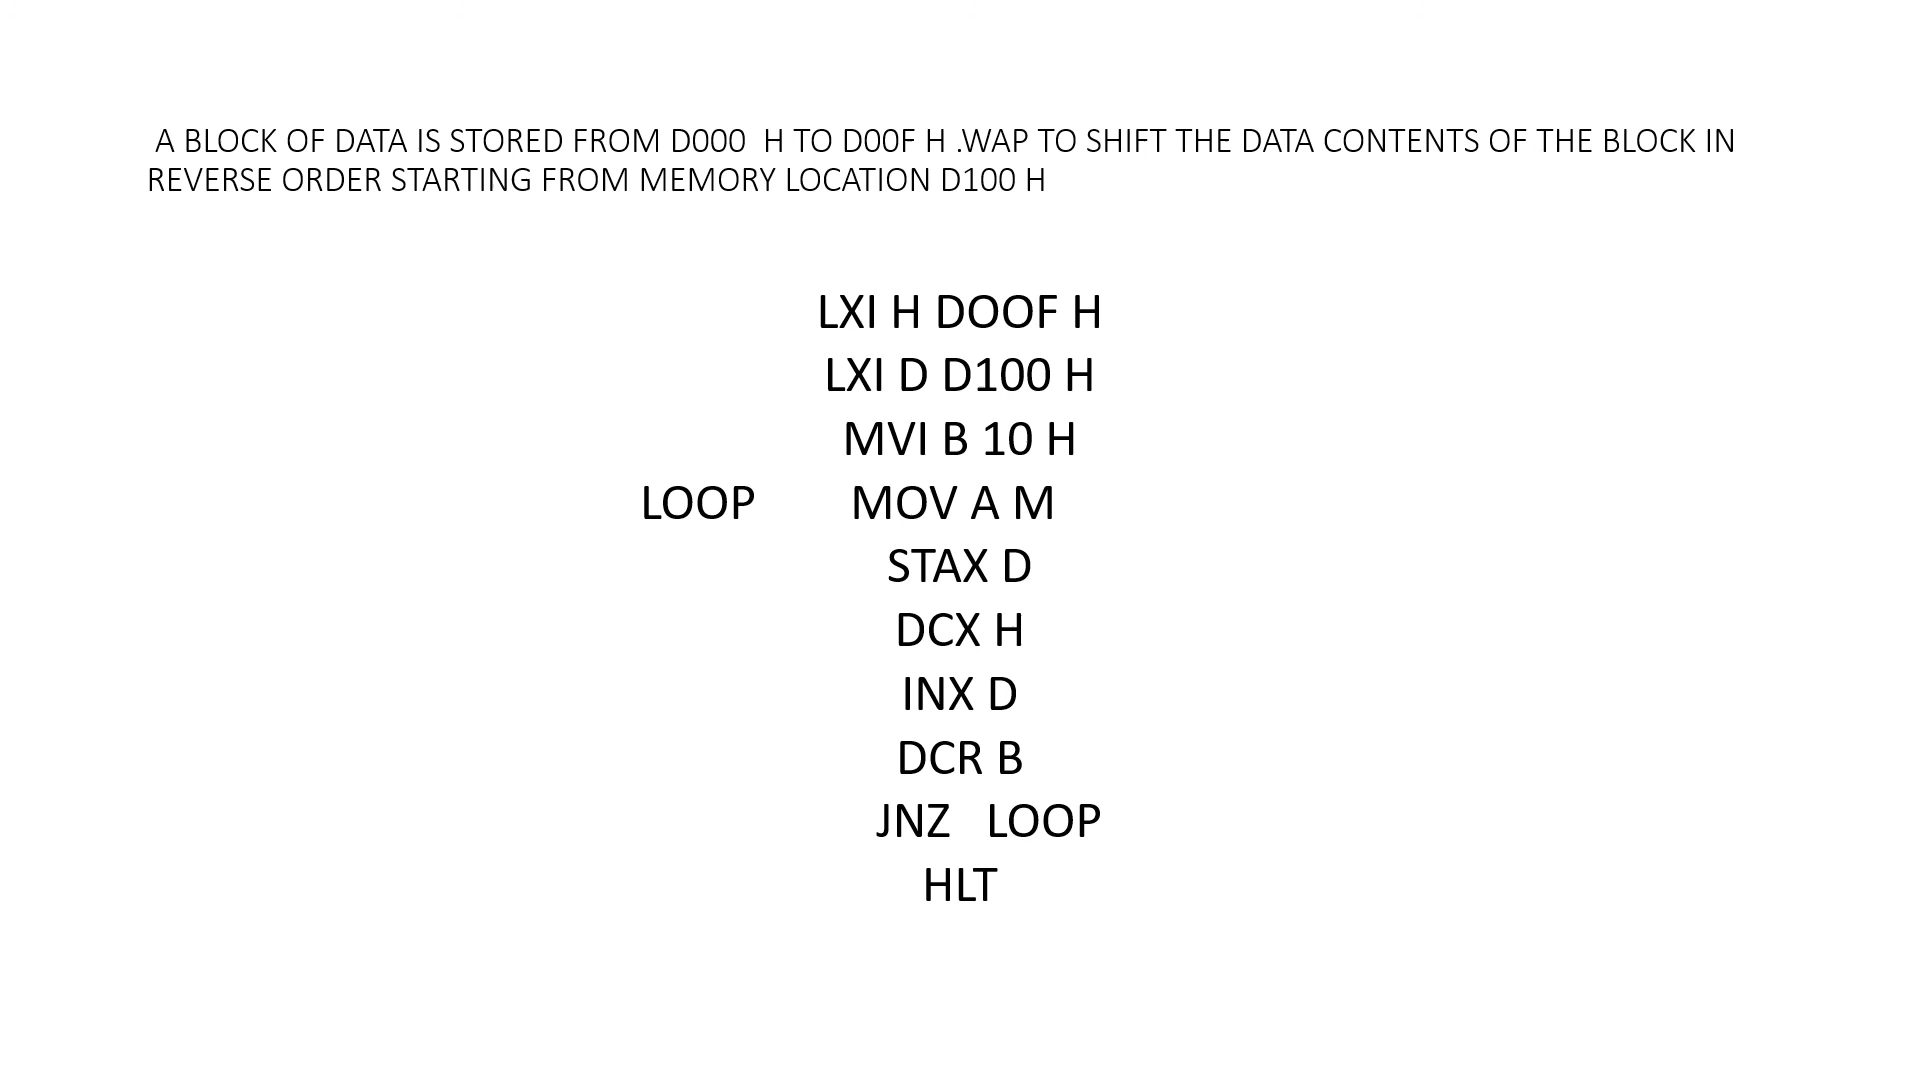 A BLOCK OF DATA IS STORED FROM D000  H TO D00F H .WAP TO SHIFT THE DATA CONTENTS OF THE BLOCK IN
REVERSE ORDER STARTING FROM MEMORY LOCATION D100 H
LXI H DOOF H
LXI D D100 H
MVI B 10 H
LOOP MOV A M
STAX D
DCX H
INX D
DCR B
JNZ LOOP
HLT